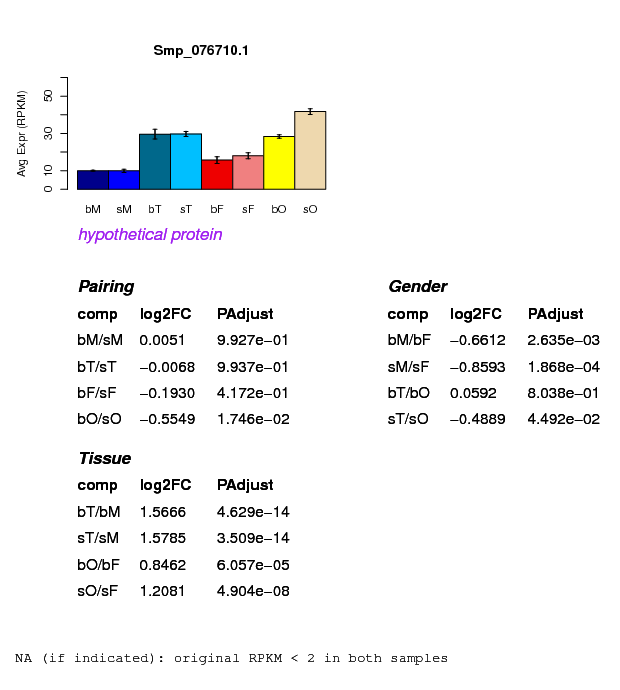 Smp_076710.1
Avg Expr (RPKM)
50
30
10
0
bM sM bT sT bF sF bO sO
hypothetical protein
Pairing
comp log2FC PAdjust
bM/sM 0.0051 9.927e−01
bT/sT −0.0068 9.937e−01
bF/sF −0.1930 4.172e−01
bO/sO −0.5549 1.746e−02
Gender
comp log2FC PAdjust
bM/bF −0.6612 2.635e−03
sM/sF −0.8593 1.868e−04
bT/bO 0.0592 8.038e−01
sT/sO −0.4889 4.492e−02
Tissue
comp log2FC PAdjust
bT/bM 1.5666 4.629e−14
sT/sM 1.5785 3.509e−14
bO/bF 0.8462 6.057e−05
sO/sF 1.2081 4.904e−08
NA (if indicated): original RPKM < 2 in both samples